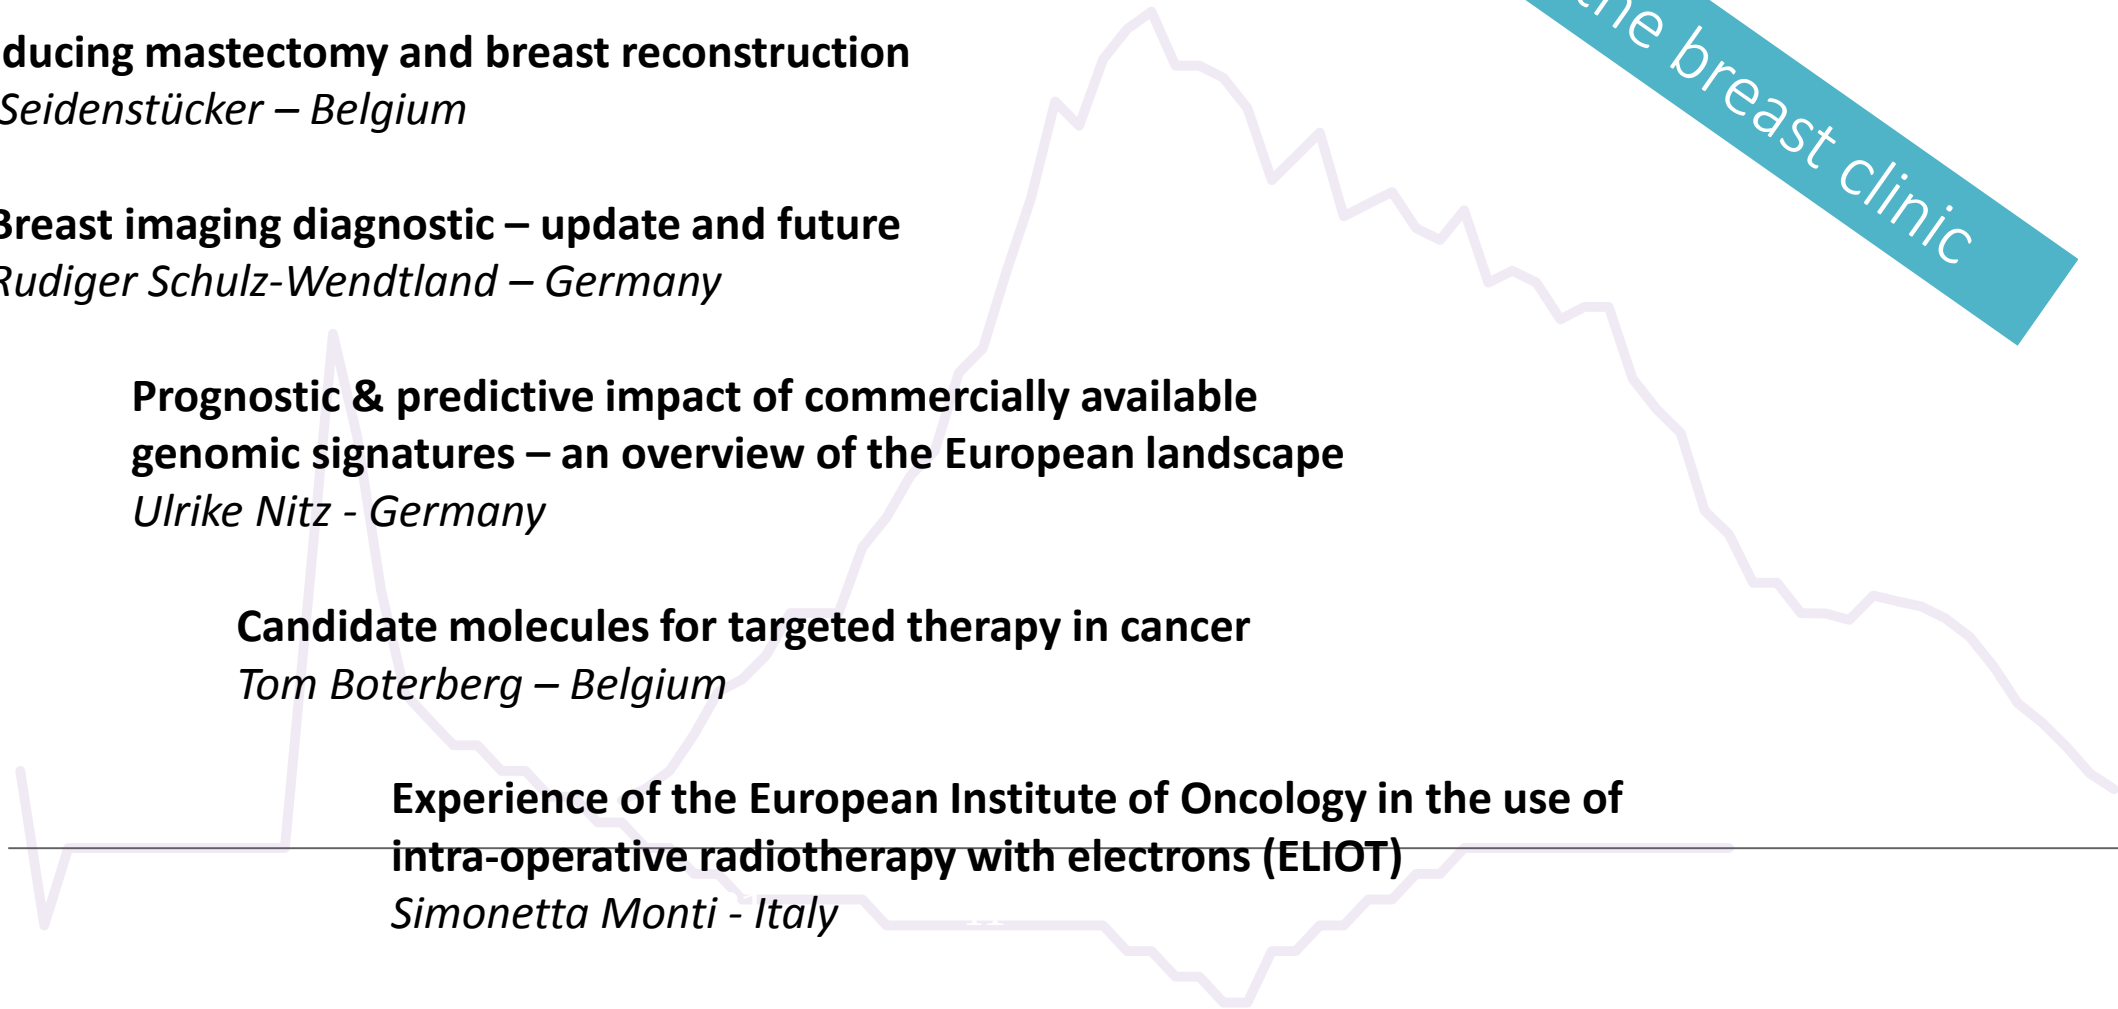 the breast clinic
ducing mastectomy and breast reconstruction
Seidenstücker – Belgium
Breast imaging diagnostic – update and future
Rudiger Schulz-Wendtland – Germany
Prognostic & predictive impact of commercially available
genomic signatures – an overview of the European landscape
Ulrike Nitz - Germany
Candidate molecules for targeted therapy in cancer
Tom Boterberg – Belgium
Experience of the European Institute of Oncology in the use of
intra-operative radiotherapy with electrons (ELIOT)
Simonetta Monti - Italy